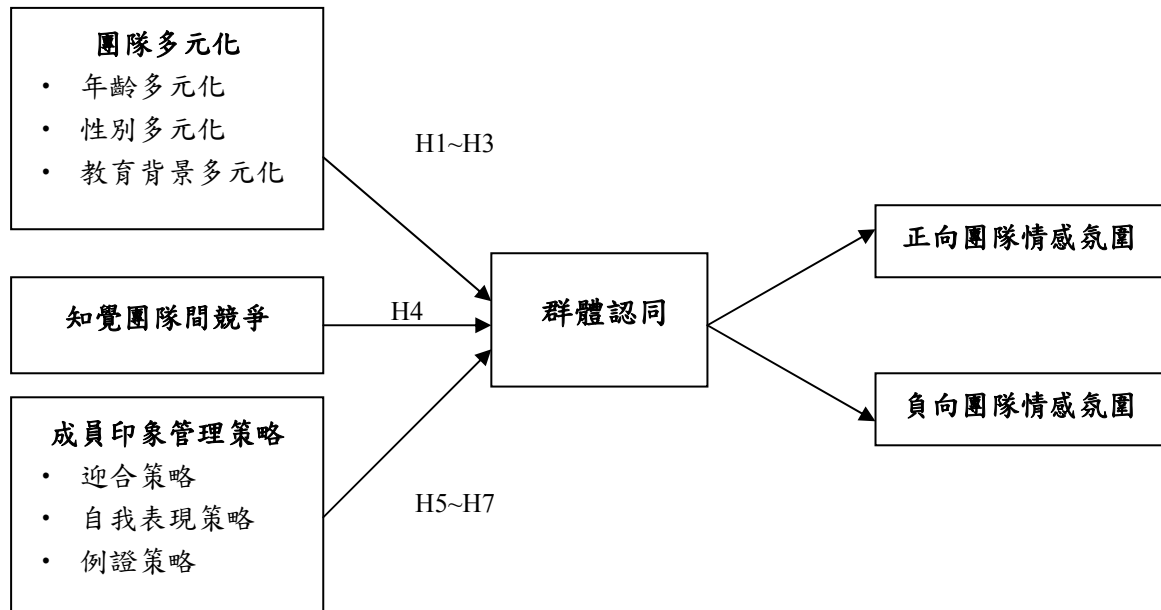 團隊多元化
· 年齡多元化
· 性別多元化
· 教育背景多元化
H1~H3
知覺團隊間競爭
H4
成員印象管理策略
· 迎合策略
· 自我表現策略
· 例證策略
H5~H7
群體認同
正向團隊情感氛圍
負向團隊情感氛圍